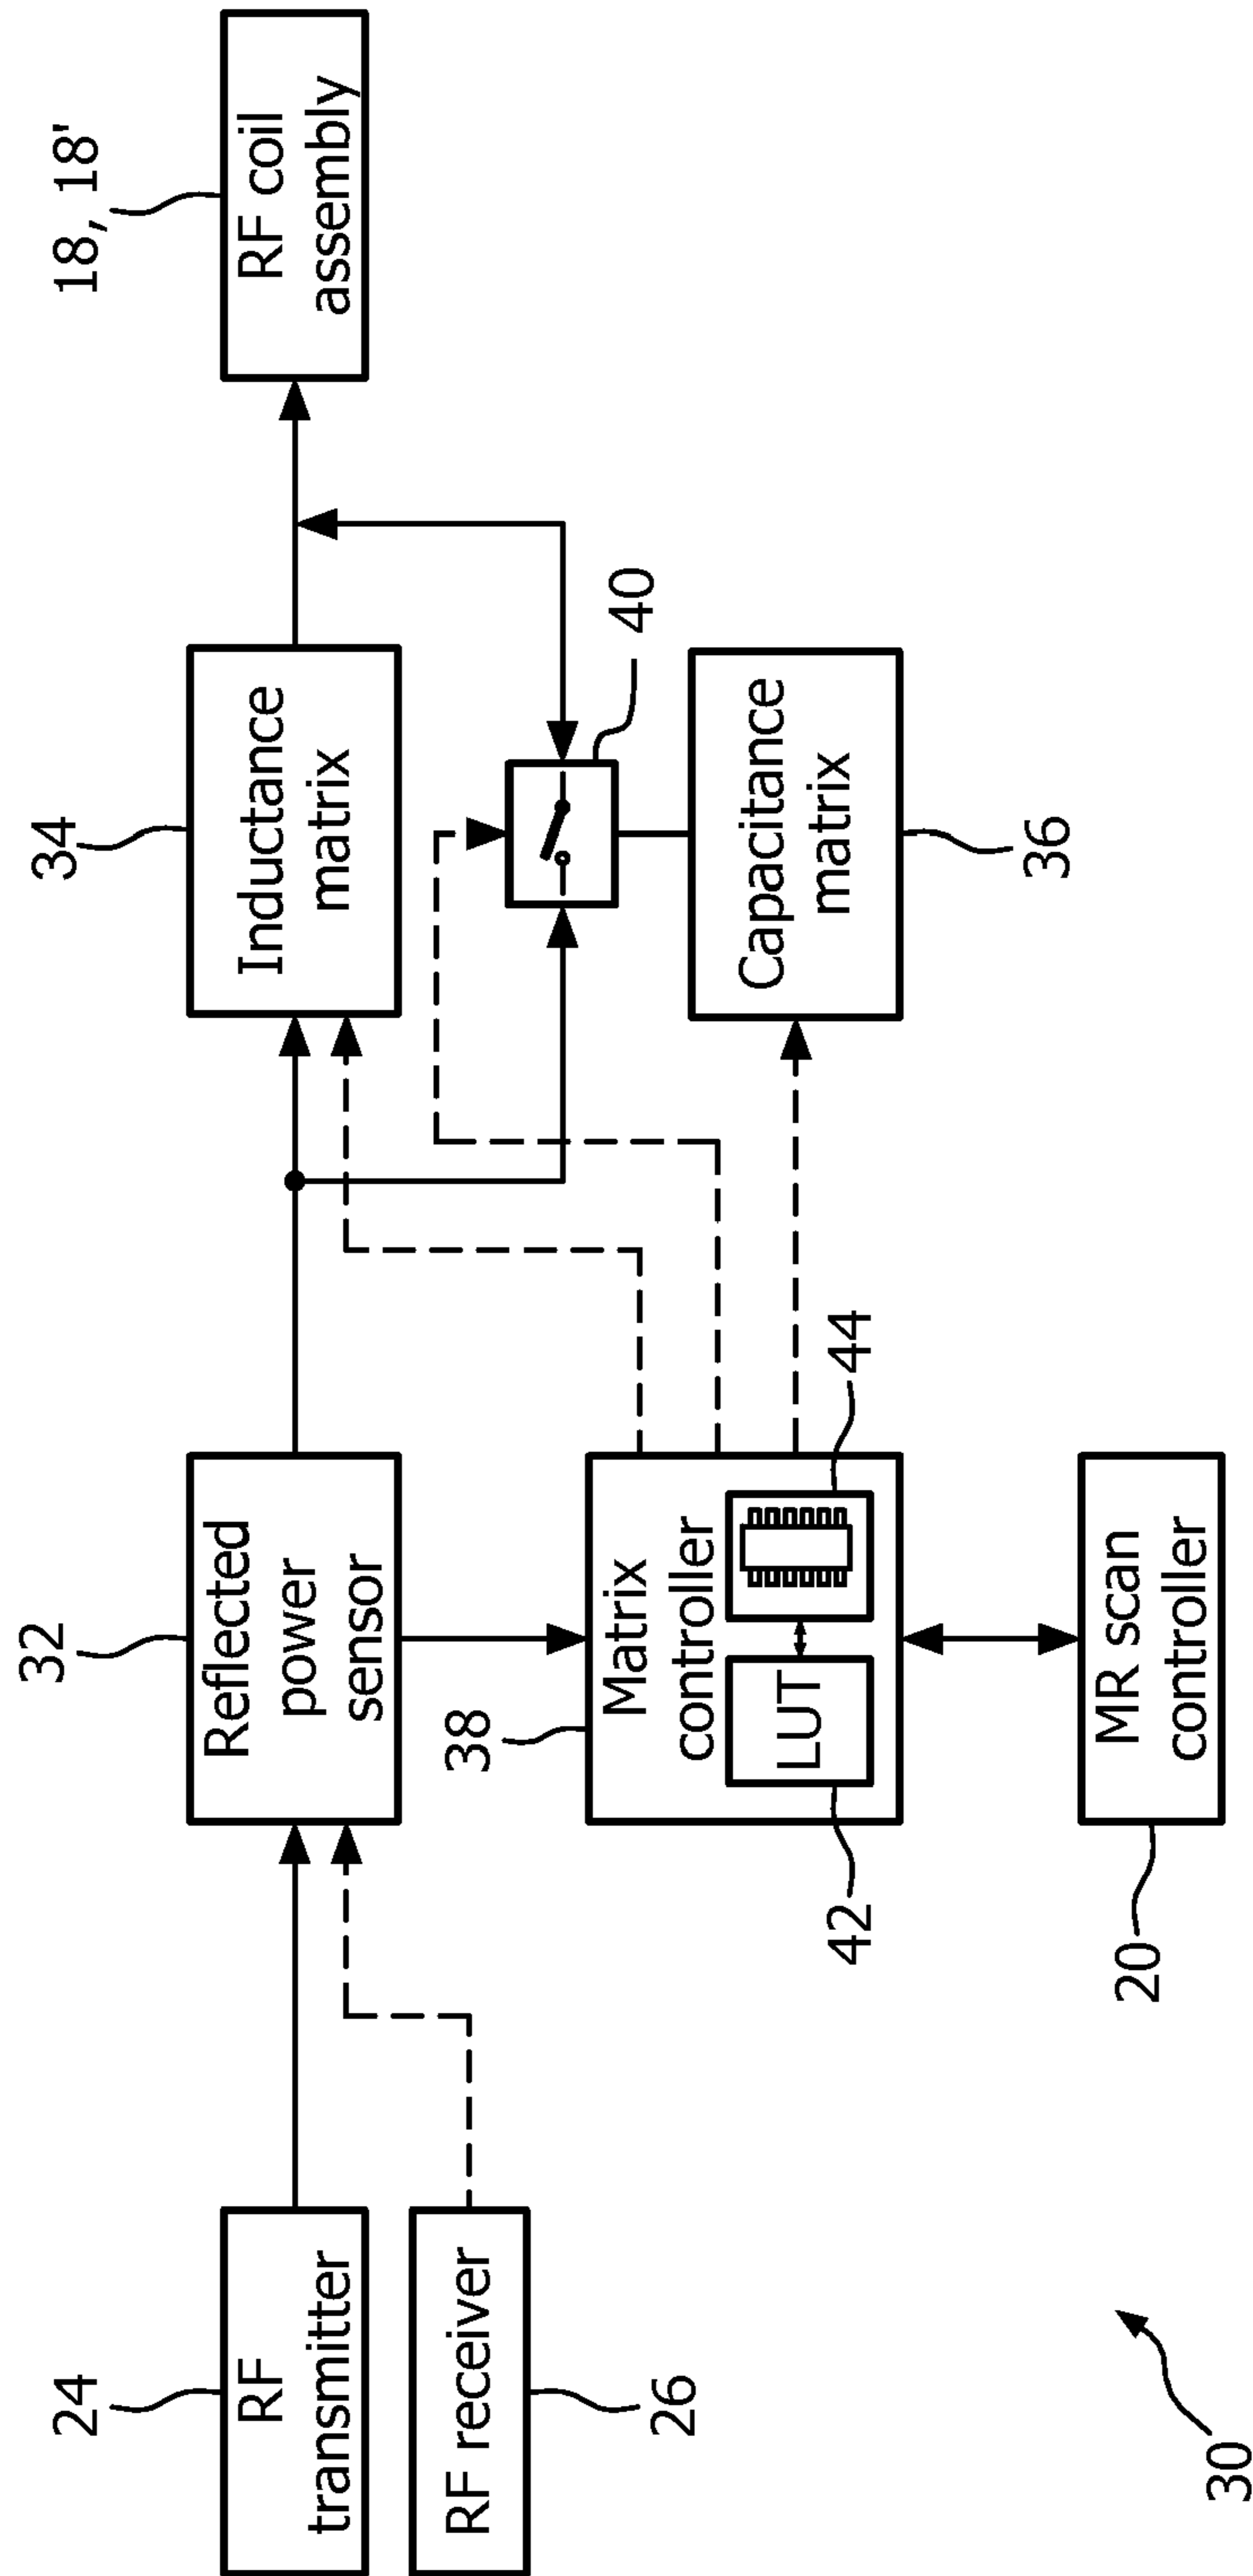 24
RF
transmitter
RF receiver
26
32
Reflected
power
sensor
38
Matrix
controller
LUT
42
44
MR scan
controller
20
34
Inductance
matrix
40
Capacitance
matrix
36
18, 18'
RF coil
assembly
30